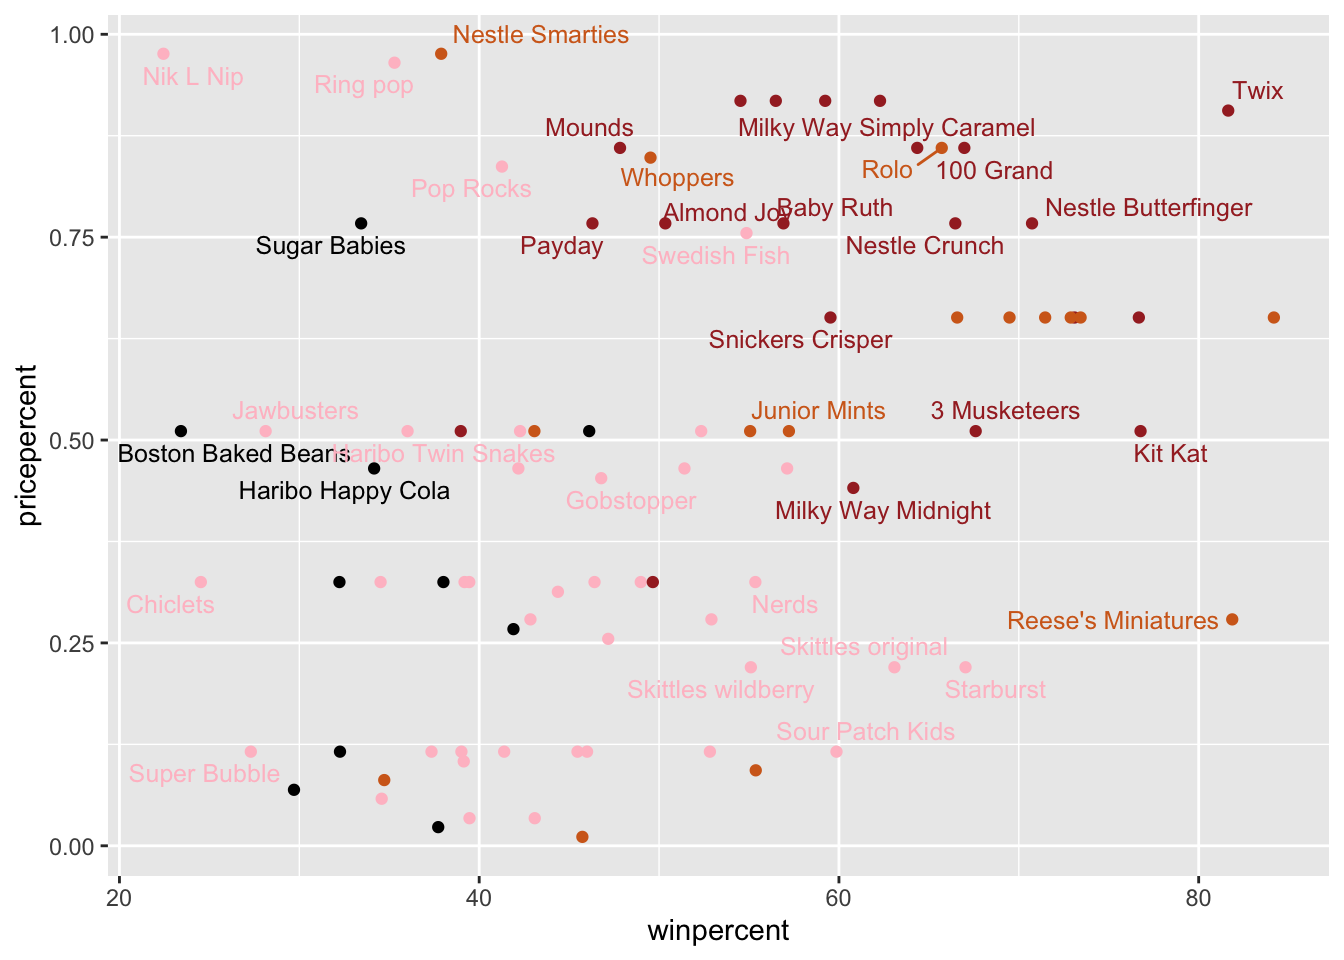 1.00
Nestle Smarties
Nik L Nip
Ring pop
Twix
Mounds
Milky Way Simply Caramel
Whoppers
Rolo
100 Grand
Pop Rocks
Almond Joy
Baby Ruth
Nestle Butterfinger
0.75
Sugar Babies
Payday
Swedish Fish
Nestle Crunch
Snickers Crisper
pricepercent
Jawbusters
Junior Mints
3 Musketeers
0.50
Boston Baked Beans
Haribo Twin Snakes
Kit Kat
Haribo Happy Cola
Gobstopper
Milky Way Midnight
Chiclets
Nerds
Reese's Miniatures
0.25
Skittles original
Skittles wildberry
Starburst
Sour Patch Kids
Super Bubble
0.00
20
40
60
80
winpercent